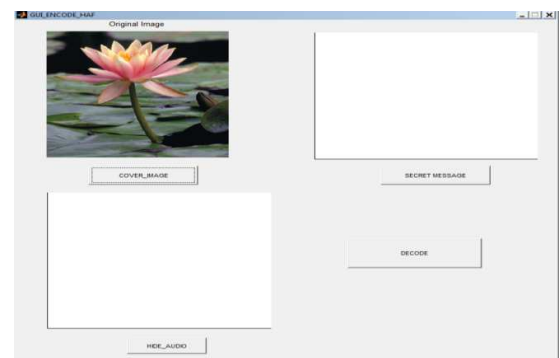 GUI_ENCODE_HAF
Original Image
COVER_IMAGE
SECRET MESSAGE
DECODE
HIDE_AUDIO